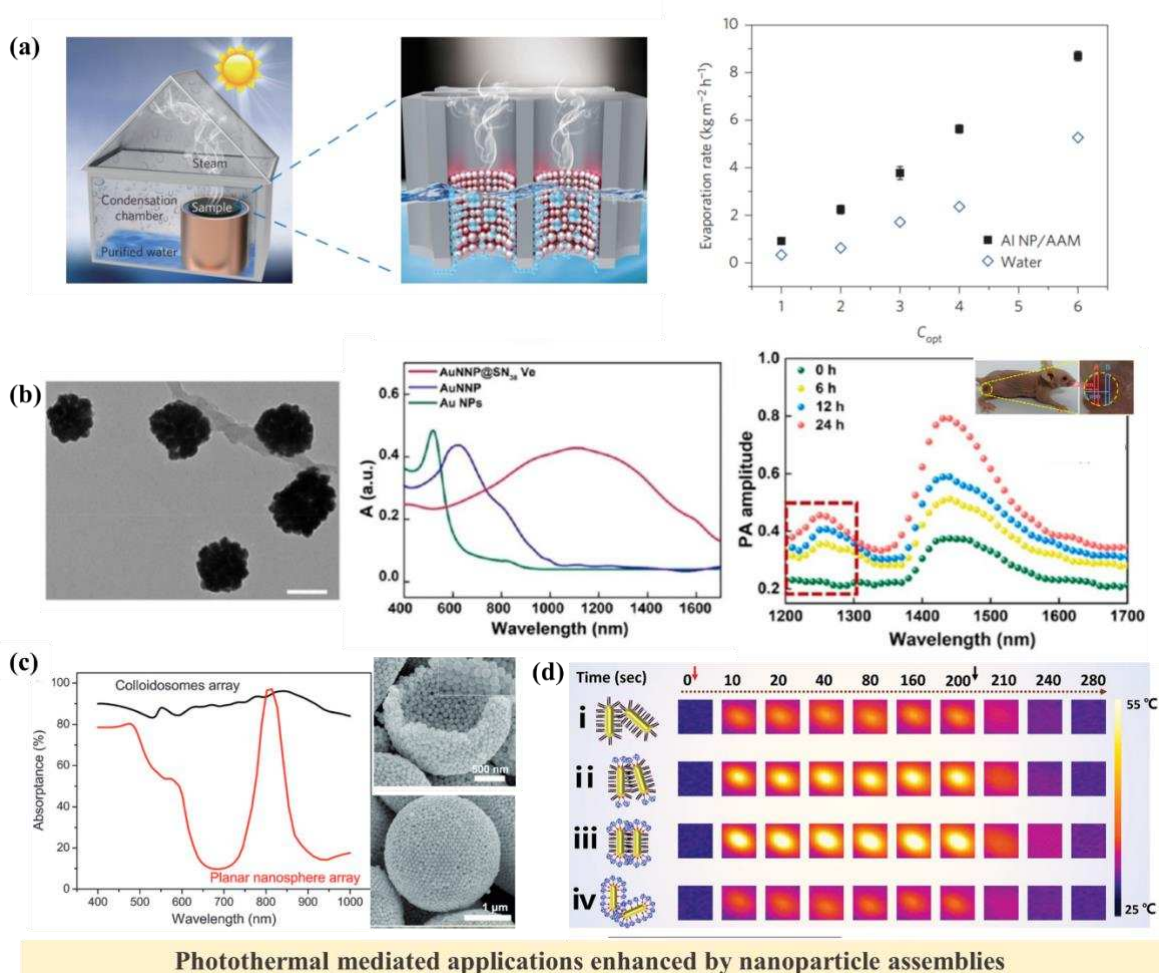 (a)
Steam
Condensation
chamber
Sample
Purified water
Evaporation rate (kg m⁻² h⁻¹)
10
8
6
4
2
0
Al NP/AAM
Water
1 2 3 4 5 6
C_opt
(b)
A (a.u.)
0.4
0.2
0.0
AuNNP@SN₃₈ Ve
AuNNP
Au NPs
400 600 800 1000 1200 1400 1600
Wavelength (nm)
PA amplitude
1.0
0.8
0.6
0.4
0.2
0 h
6 h
12 h
24 h
1200 1300 1400 1500 1600 1700
Wavelength (nm)
(c)
Absorptance (%)
100
80
60
40
20
0
Colloidosomes array
Planar nanosphere array
400 500 600 700 800 900 1000
Wavelength (nm)
500 nm
1 µm
(d)
Time (sec) 0 10 20 40 80 160 200 210 240 280
i
ii
iii
iv
55 ℃
25 ℃
Photothermal mediated applications enhanced by nanoparticle assemblies